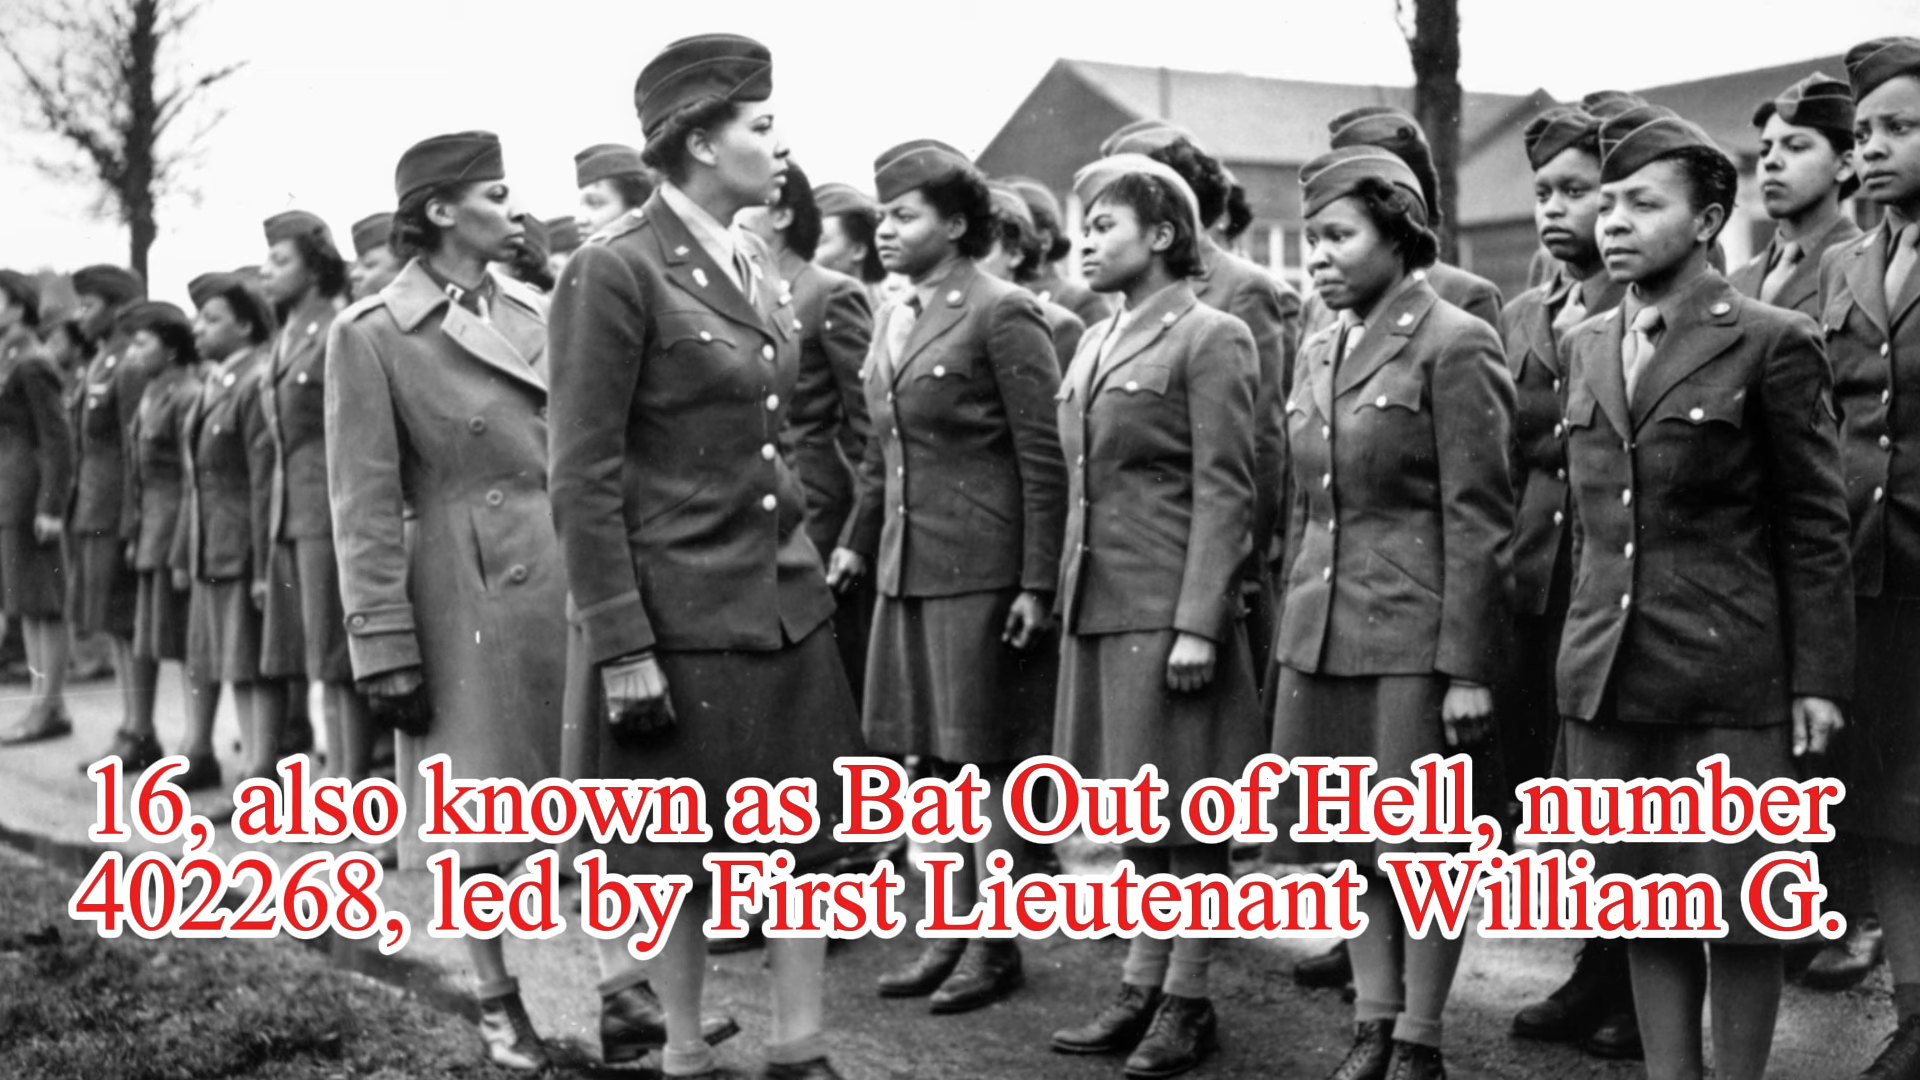 16, also known as Bat Out of Hell, number
402268, led by First Lieutenant William G.